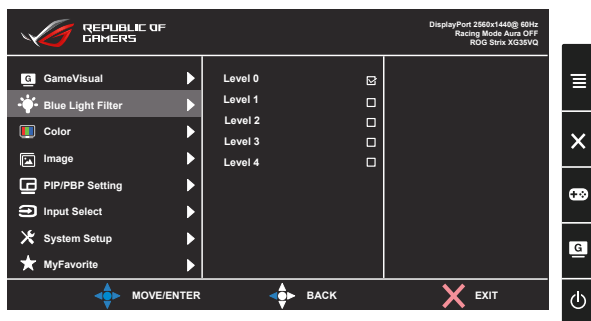 REPUBLIC OF
GAMERS
DisplayPort 2560x1440@ 60Hz
Racing Mode Aura OFF
ROG Strix XG35VQ
G GameVisual
Blue Light Filter
Color
Image
PIP/PBP Setting
Input Select
System Setup
MyFavorite
Level 0
Level 1
Level 2
Level 3
Level 4
G
MOVE/ENTER
BACK
EXIT